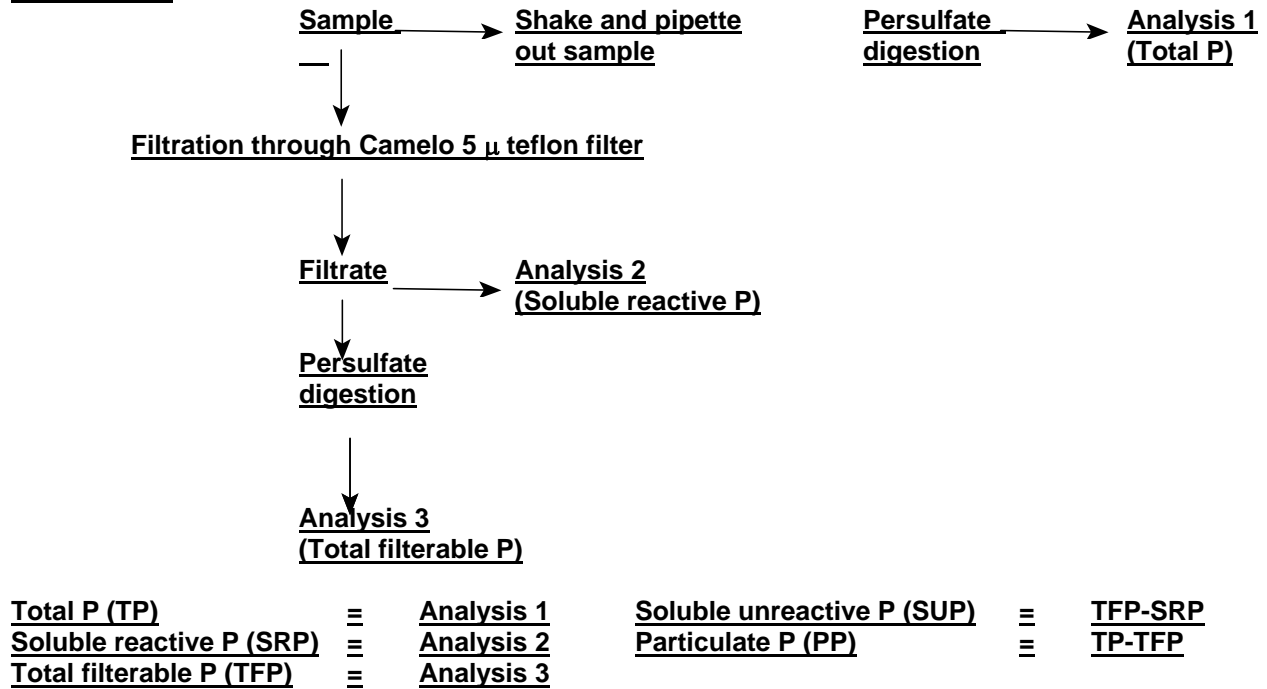 Sample
Shake and pipette
out sample
Persulfate
digestion
Analysis 1
(Total P)
Filtration through Camelo 5 μ teflon filter
Filtrate
Analysis 2
(Soluble reactive P)
Persulfate
digestion
Analysis 3
(Total filterable P)
Total P (TP) = Analysis 1 Soluble unreactive P (SUP) = TFP-SRP
Soluble reactive P (SRP) = Analysis 2 Particulate P (PP) = TP-TFP
Total filterable P (TFP) = Analysis 3